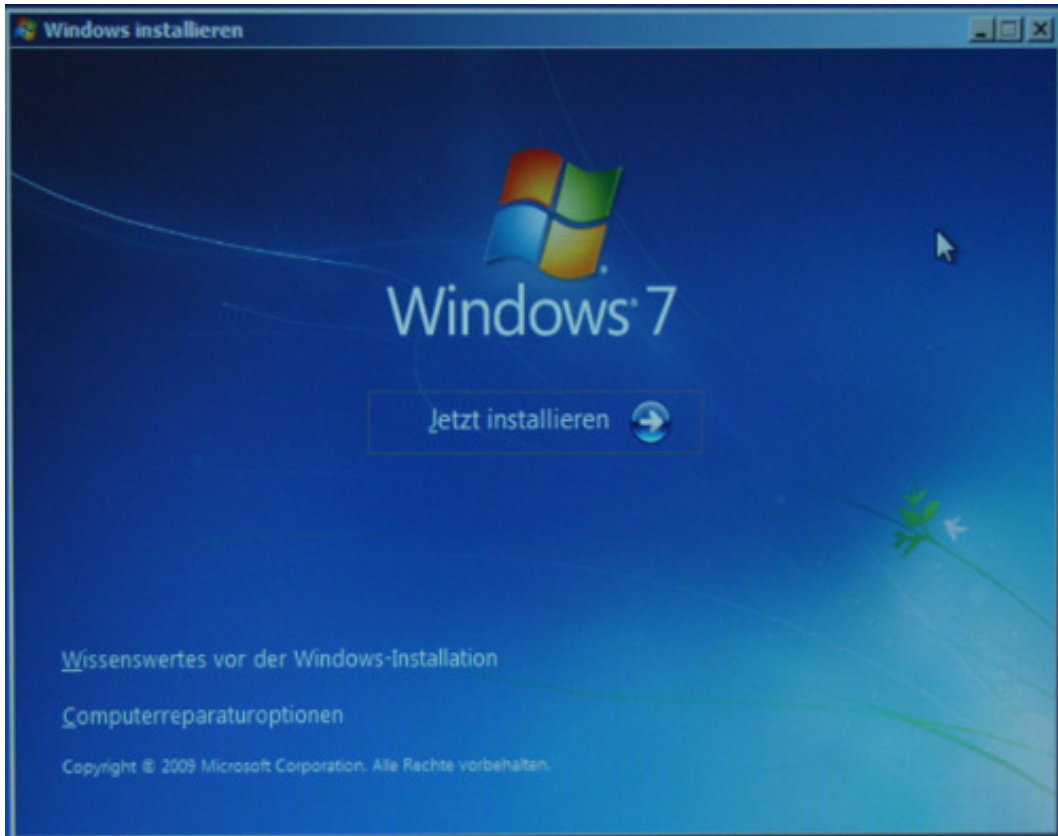 Windows installieren
Windows 7
Jetzt installieren
Wissenswertes vor der Windows-Installation
Computerreparaturoptionen
Copyright © 2009 Microsoft Corporation. Alle Rechte vorbehalten.